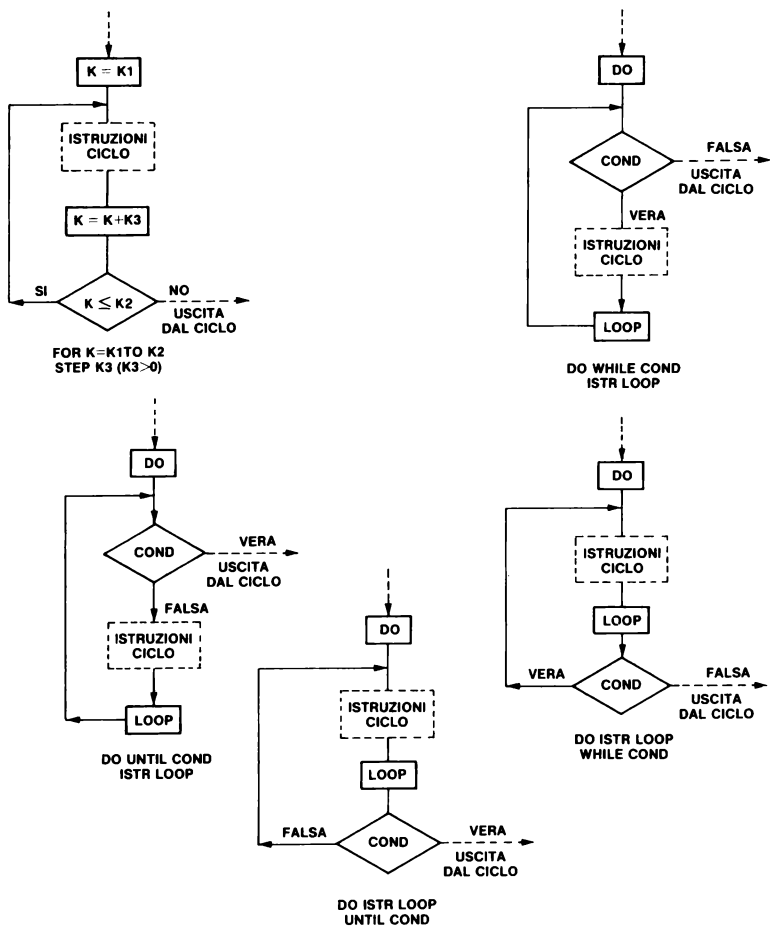 K = K1
ISTRUZIONI
CICLO
K = K+K3
SI
K ≤ K2
NO
USCITA
DAL CICLO
FOR K=K1TO K2
STEP K3 (K3>0)
DO
COND
FALSA
USCITA
DAL CICLO
VERA
ISTRUZIONI
CICLO
LOOP
DO WHILE COND
ISTR LOOP
DO
COND
VERA
USCITA
DAL CICLO
FALSA
ISTRUZIONI
CICLO
LOOP
DO UNTIL COND
ISTR LOOP
DO
ISTRUZIONI
CICLO
LOOP
FALSA
COND
VERA
USCITA
DAL CICLO
DO ISTR LOOP
UNTIL COND
DO
ISTRUZIONI
CICLO
LOOP
VERA
COND
FALSA
USCITA
DAL CICLO
DO ISTR LOOP
WHILE COND